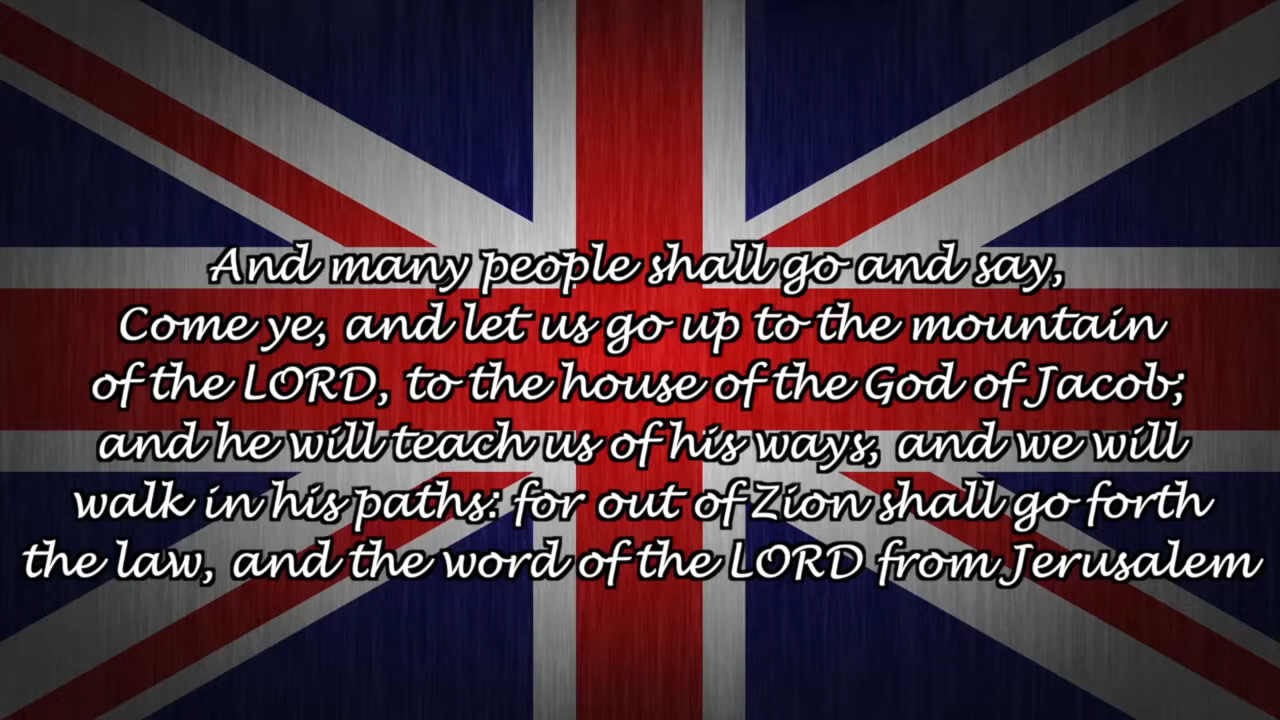 And many people shall go and say,
Come ye, and let us go up to the mountain
of the LORD, to the house of the God of Jacob;
and he will teach us of his ways, and we will
walk in his paths: for out of Zion shall go forth
the law, and the word of the LORD from Jerusalem